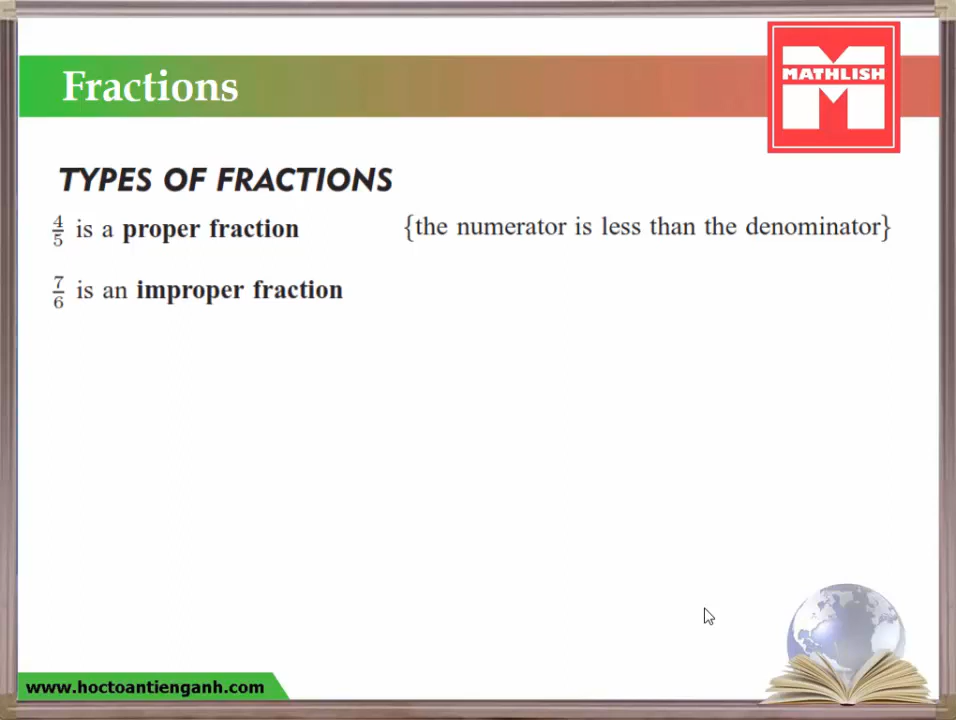 Fractions
MATHLISH
TYPES OF FRACTIONS
4/5 is a proper fraction {the numerator is less than the denominator}
7/6 is an improper fraction
www.hoctoantienganh.com